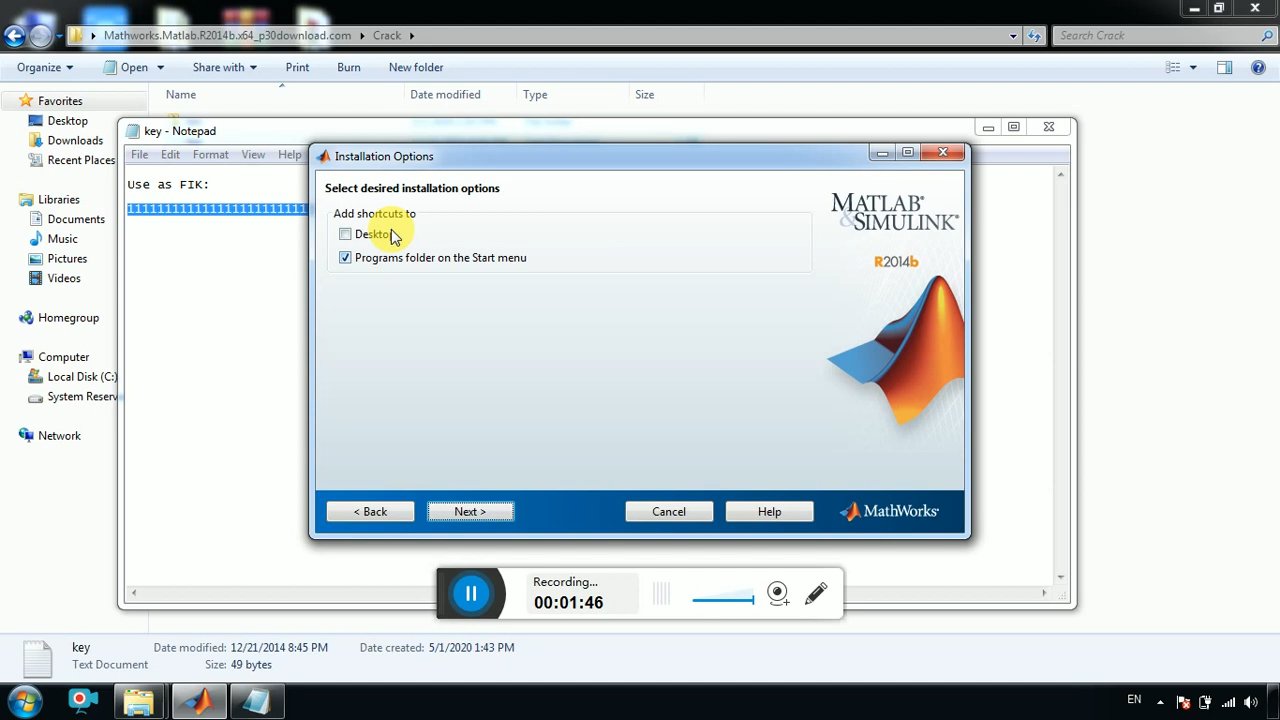 Mathworks.Matlab.R2014b.x64_p30download.com
Crack
Search Crack
Organize
Open
Share with
Print
Burn
New folder
Favorites
Desktop
Downloads
Recent Places
Libraries
Documents
Music
Pictures
Videos
Homegroup
Computer
Local Disk (C:)
System Reserv
Network
Name
Date modified
Type
Size
key - Notepad
File
Edit
Format
View
Help
Use as FIK:
Installation Options
Select desired installation options
Add shortcuts to
Desktop
Programs folder on the Start menu
MATLAB®
&SIMULINK®
R2014b
< Back
Next >
Cancel
Help
MathWorks®
Recording...
00:01:46
key
Text Document
Date modified: 12/21/2014 8:45 PM
Size: 49 bytes
Date created: 5/1/2020 1:43 PM
EN